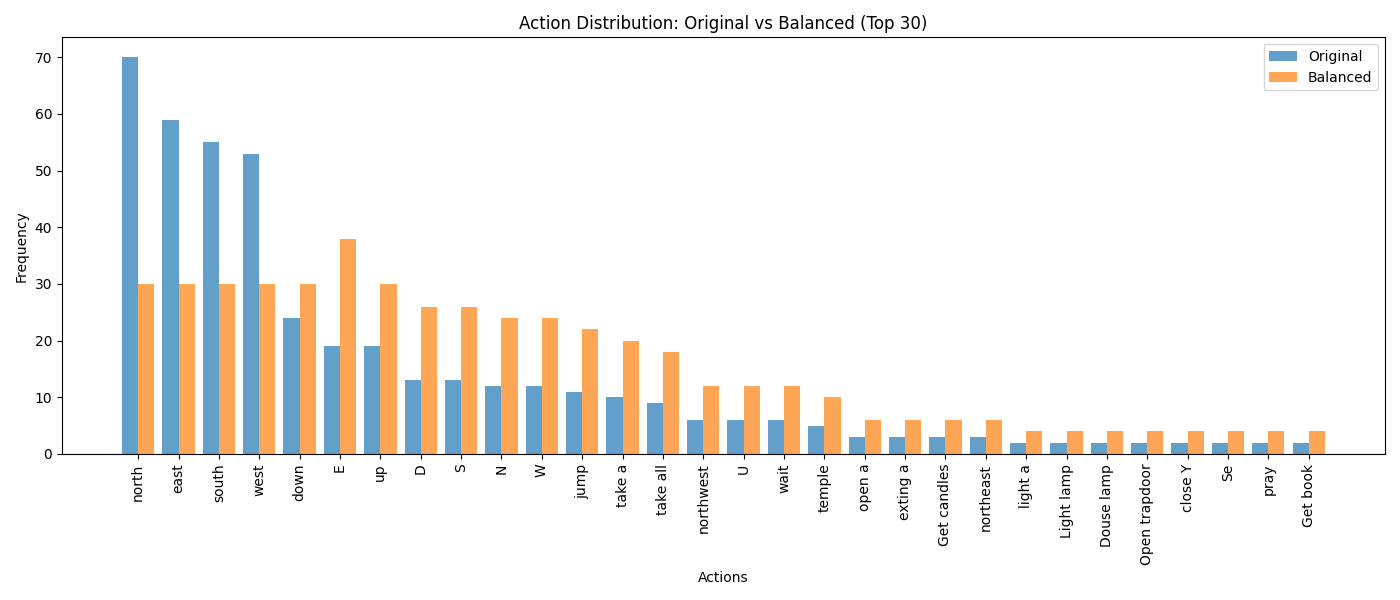 Action Distribution: Original vs Balanced (Top 30)
Original
Balanced
Frequency
70
60
50
40
30
20
10
0
north
east
south
west
down
E
up
D
S
N
W
jump
take a
take all
northwest
U
wait
temple
open a
exting a
Get candles
northeast
light a
Light lamp
Douse lamp
Open trapdoor
close Y
Se
pray
Get book
Actions